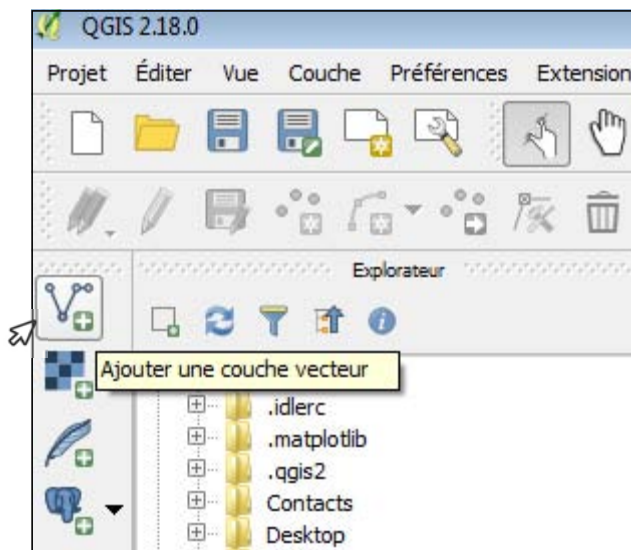 QGIS 2.18.0
Projet Éditer Vue Couche Préférences Extension
Explorateur
Ajouter une couche vecteur
.idlerc
.matplotlib
.qgis2
Contacts
Desktop